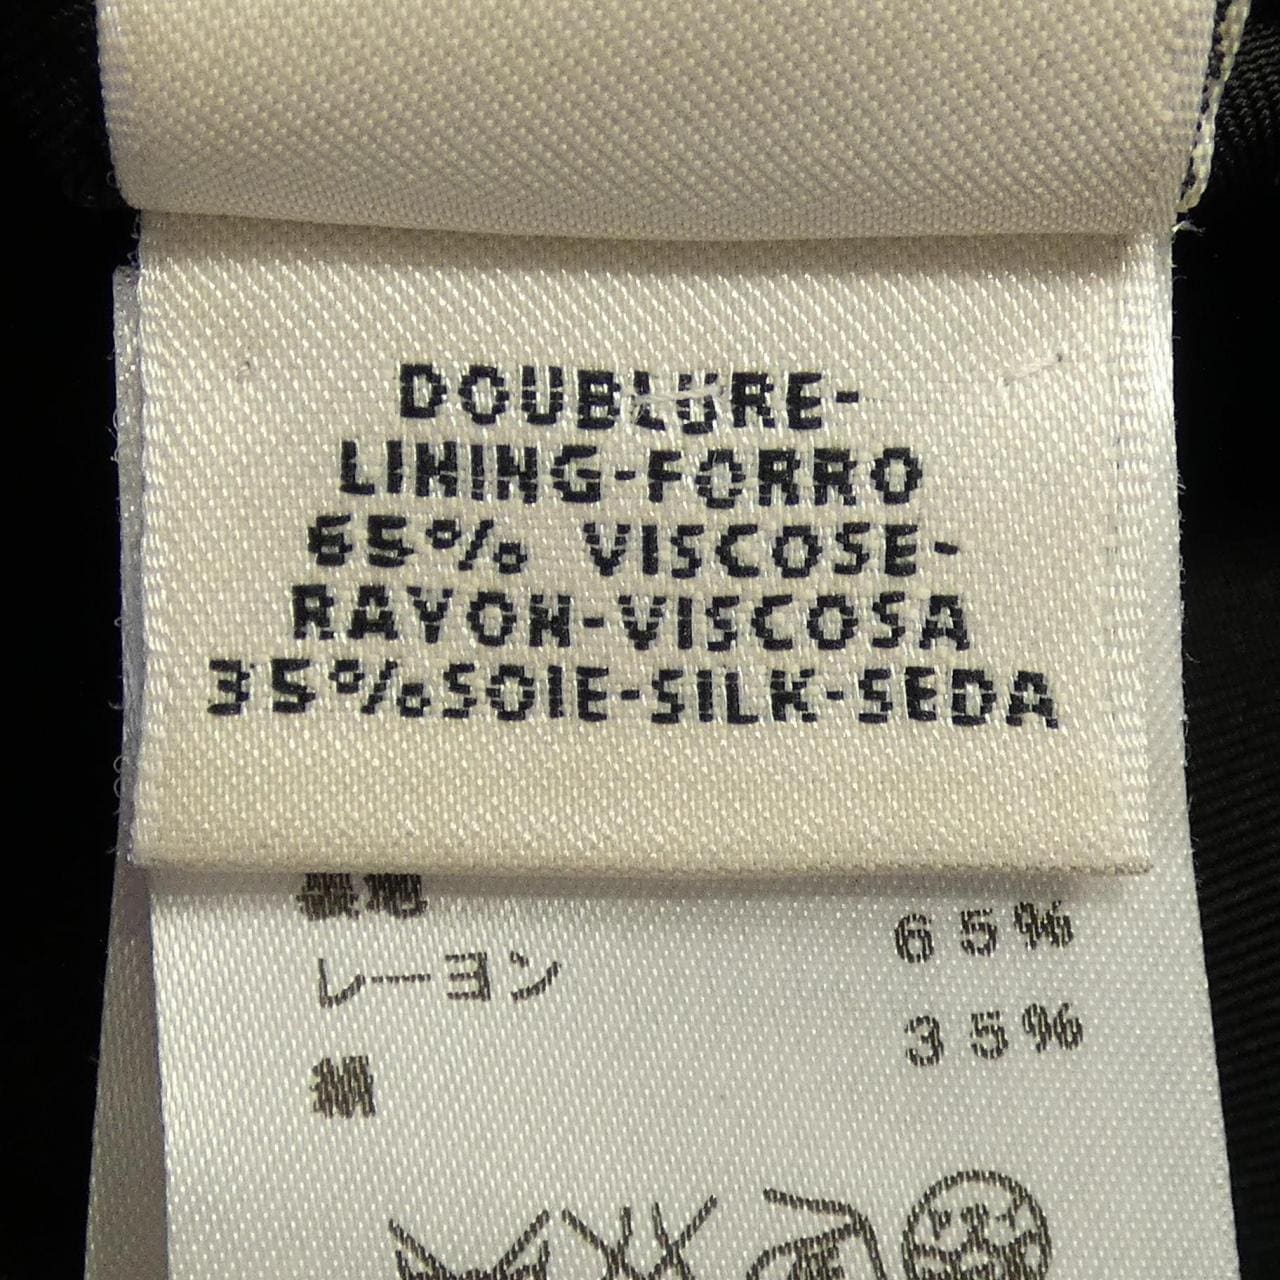 DOUBLURE-
LINING-FORRO
65% VISCOSE-
RAYON-VISCOSA
35%SOIE-SILK-SEDA
裏地
レーヨン 65%
絹 35%